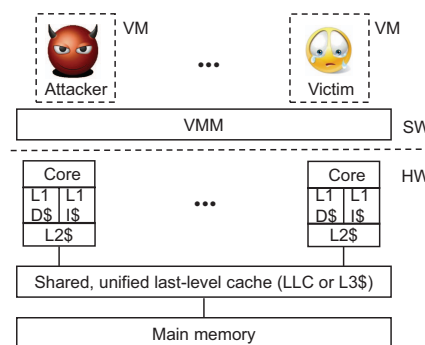 VM
VM
...
Attacker
Victim
VMM
SW
HW
Core
Core
L1 L1
D$ I$
L2$
...
L1 L1
D$ I$
L2$
Shared, unified last-level cache (LLC or L3$)
Main memory